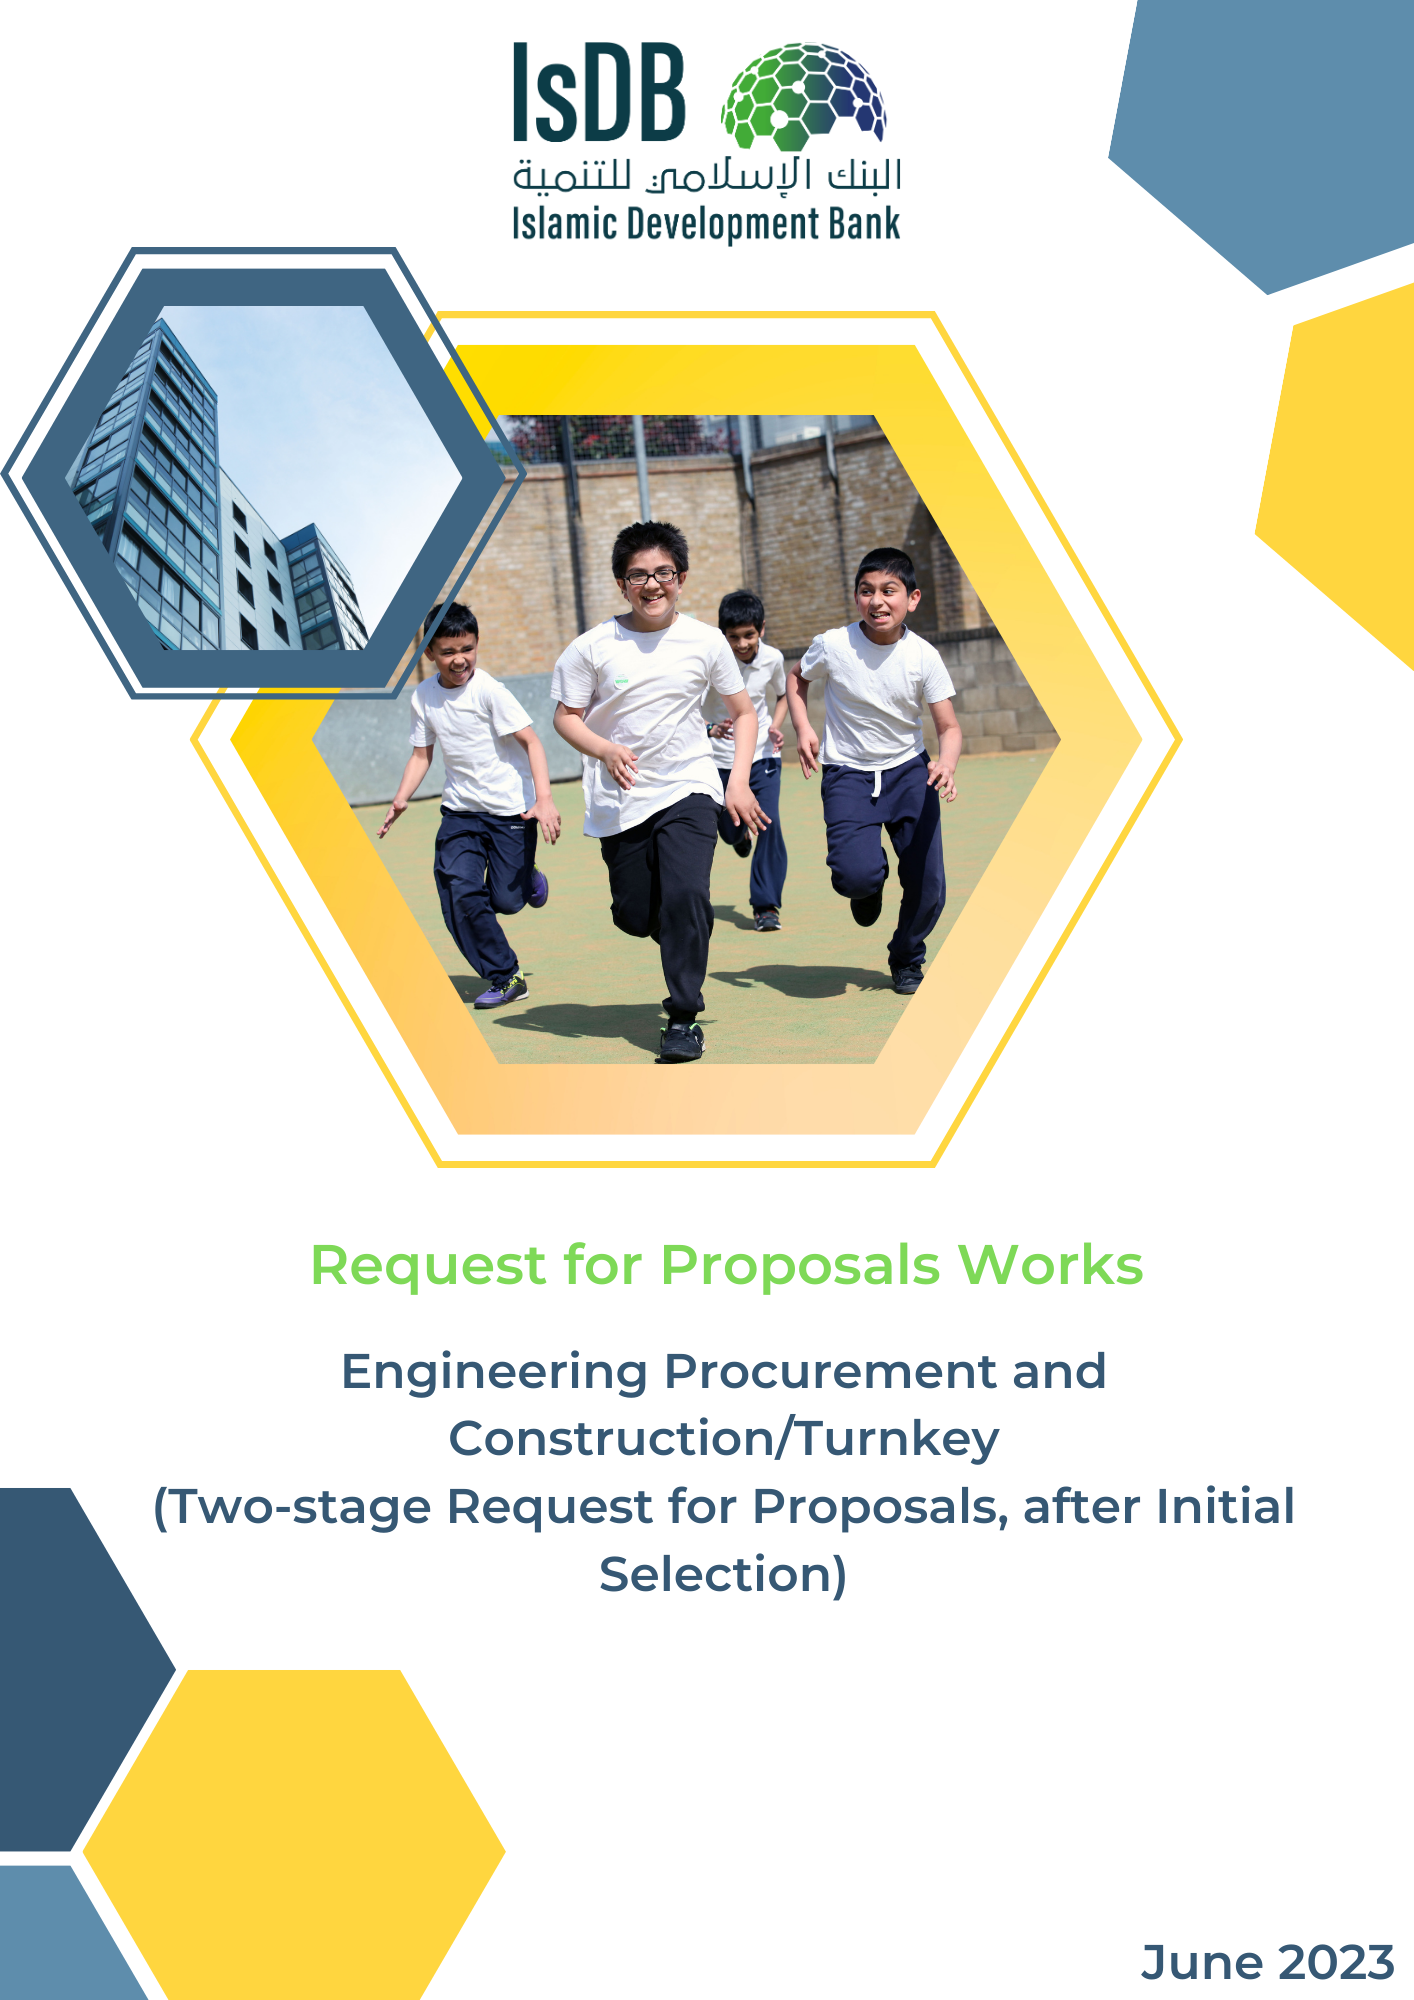 IsDB
البنك الإسلامي للتنمية
Islamic Development Bank
Request for Proposals Works
Engineering Procurement and
Construction/Turnkey
(Two-stage Request for Proposals, after Initial
Selection)
June 2023